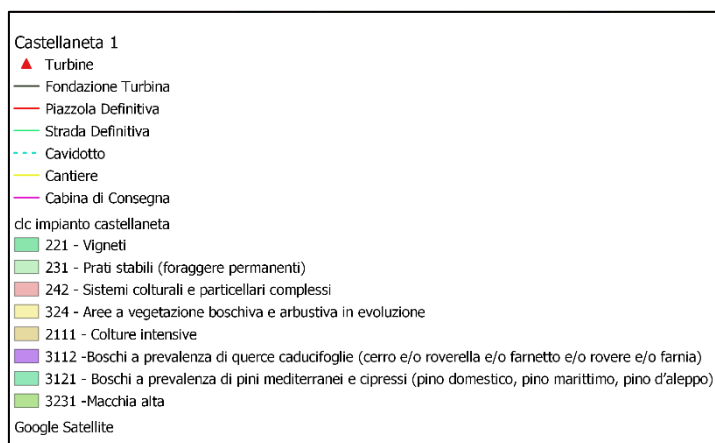 Castellaneta 1
Turbine
Fondazione Turbina
Piazzola Definitiva
Strada Definitiva
Cavidotto
Cantiere
Cabina di Consegna
clc impianto castellaneta
221 - Vigneti
231 - Prati stabili (foraggere permanenti)
242 - Sistemi colturali e particellari complessi
324 - Aree a vegetazione boschiva e arbustiva in evoluzione
2111 - Colture intensive
3112 -Boschi a prevalenza di querce caducifoglie (cerro e/o roverella e/o farnetto e/o rovere e/o farnia)
3121 - Boschi a prevalenza di pini mediterranei e cipressi (pino domestico, pino marittimo, pino d'aleppo)
3231 -Macchia alta
Google Satellite